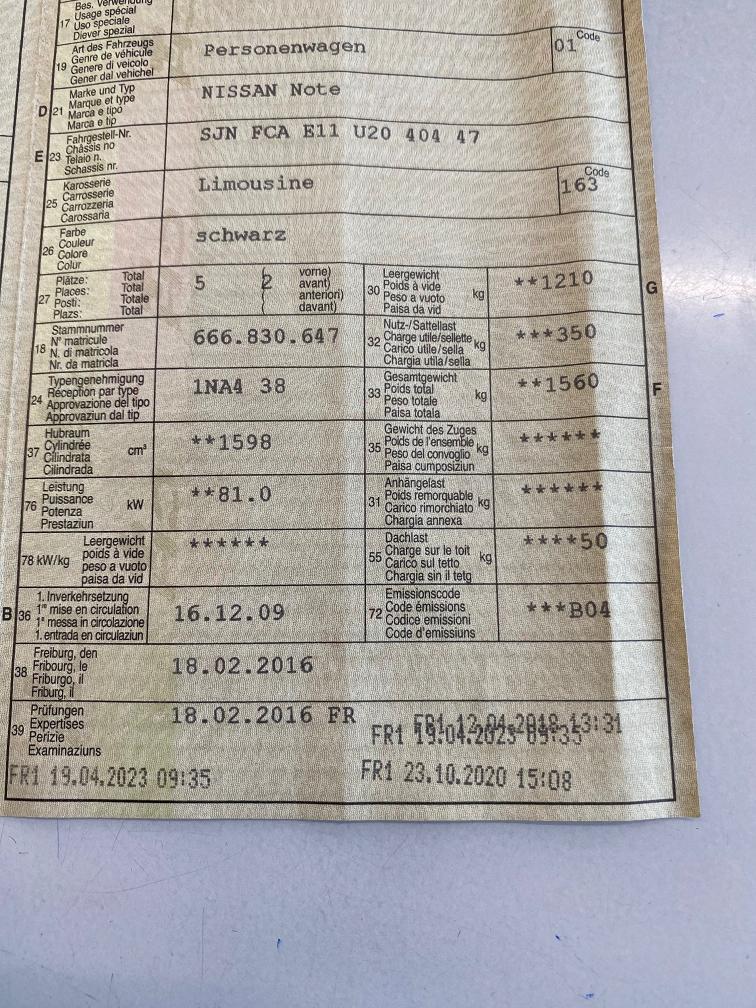 Bes. Verwendung
17 Usage spécial
Uso speciale
Diever spezial
Art des Fahrzeugs
Genre de véhicule
19 Genere di veicolo
Gener dal vehichel
Personenwagen
Code
01
Marke und Typ
D 21 Marque et type
Marca e tipo
Marca e tip
NISSAN Note
Fahrgestell-Nr.
E 23 Châssis no
Telaio n.
Schassis nr.
SJN FCA E11 U20 404 47
Karosserie
25 Carrosserie
Carrozzeria
Carossaria
Limousine
Code
163
Farbe
26 Couleur
Colore
Colur
schwarz
27 Plätze: Total
Places: Total
Posti: Totale
Plazs: Total
5 (2 vorne)
avant)
anteriori)
davant)
30 Leergewicht
Poids à vide
Peso a vuoto
Paisa da vid
kg
**1210
G
18 Stammnummer
N° matricule
N. di matricola
Nr. da matricla
666.830.647
32 Nutz-/Sattellast
Charge utile/sellette kg
Carico utile/sella
Chargia utila/sella
***350
24 Typengenehmigung
Réception par type
Approvazione del tipo
Approvaziun dal tip
1NA4 38
33 Gesamtgewicht
Poids total
Peso totale
Paisa totala
kg
**1560
F
37 Hubraum
Cylindrée
Cilindrata
Cilindrada
cm³
**1598
35 Gewicht des Zuges
Poids de l'ensemble kg
Peso del convoglio
Paisa cumposiziun
******
76 Leistung
Puissance
Potenza
Prestaziun
kW
**81.0
31 Anhängelast
Poids remorquable kg
Carico rimorchiato
Chargia annexa
******
78 kW/kg Leergewicht
poids à vide
peso a vuoto
paisa da vid
******
55 Dachlast
Charge sur le toit
Carico sul tetto
Chargia sin il tetg
kg
****50
B 36 1. Inverkehrsetzung
1re mise en circulation
1a messa in circolazione
1. entrada en circulaziun
16.12.09
72 Emissionscode
Code émissions
Codice emissioni
Code d'emissiuns
***B04
38 Freiburg, den
Fribourg, le
Friburgo, il
Friburg, il
18.02.2016
39 Prüfungen
Expertises
Perizie
Examinaziuns
18.02.2016 FR
FR1 12.04.2018 13:31
FR1 19.04.2023 09:35
FR1 19.04.2023 09:35
FR1 23.10.2020 15:08